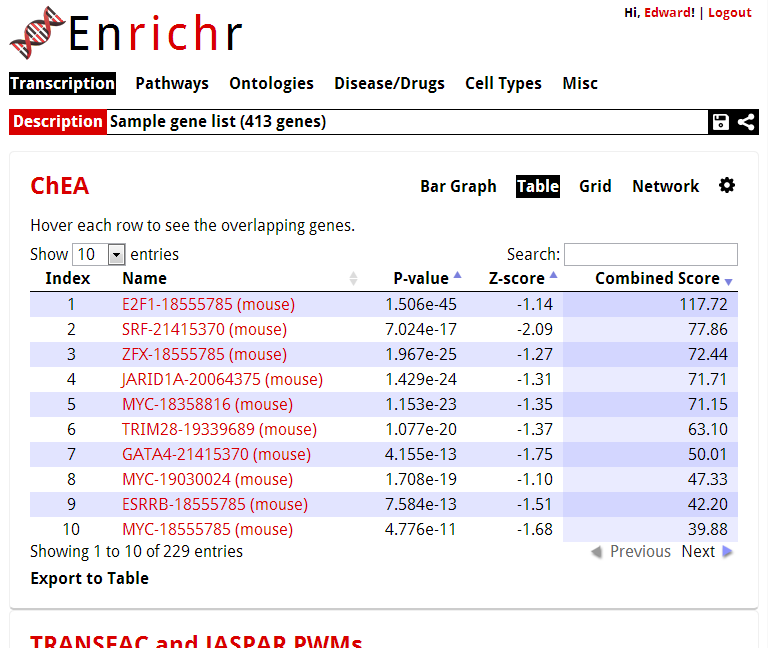 Hi, Edward! | Logout
Enrichr
Transcription Pathways Ontologies Disease/Drugs Cell Types Misc
Description Sample gene list (413 genes)
ChEA Bar Graph Table Grid Network
Hover each row to see the overlapping genes.
Show 10 entries Search:
Index Name P-value Z-score Combined Score
1 E2F1-18555785 (mouse) 1.506e-45 -1.14 117.72
2 SRF-21415370 (mouse) 7.024e-17 -2.09 77.86
3 ZFX-18555785 (mouse) 1.967e-25 -1.27 72.44
4 JARID1A-20064375 (mouse) 1.429e-24 -1.31 71.71
5 MYC-18358816 (mouse) 1.153e-23 -1.35 71.15
6 TRIM28-19339689 (mouse) 1.077e-20 -1.37 63.10
7 GATA4-21415370 (mouse) 4.155e-13 -1.75 50.01
8 MYC-19030024 (mouse) 1.708e-19 -1.10 47.33
9 ESRRB-18555785 (mouse) 7.584e-13 -1.51 42.20
10 MYC-18555785 (mouse) 4.776e-11 -1.68 39.88
Showing 1 to 10 of 229 entries Previous Next
Export to Table
TRANSFAC and JASPAR PWMs